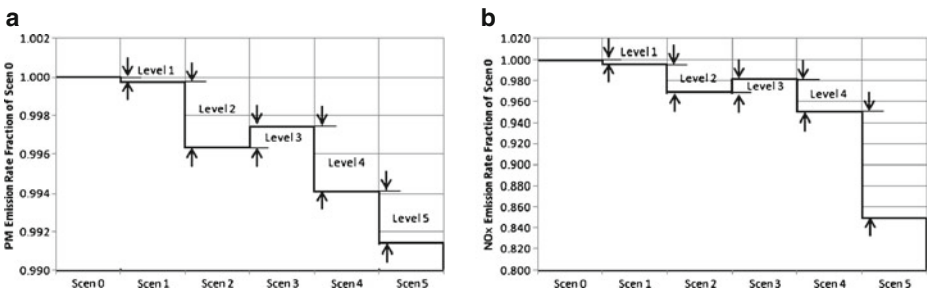 a
PM Emission Rate Fraction of Scen 0
1.002
1.000
0.998
0.996
0.994
0.992
0.990
Level 1
Level 2
Level 3
Level 4
Level 5
Scen 0 Scen 1 Scen 2 Scen 3 Scen 4 Scen 5
b
NOx Emission Rate Fraction of Scen 0
1.020
1.000
0.980
0.960
0.940
0.920
0.900
0.880
0.860
0.840
0.820
0.800
Level 1
Level 2
Level 3
Level 4
Scen 0 Scen 1 Scen 2 Scen 3 Scen 4 Scen 5